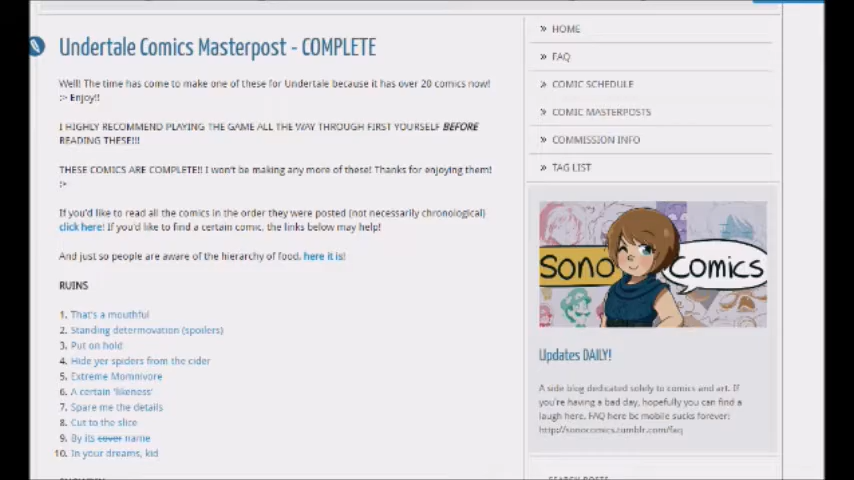 Undertale Comics Masterpost - COMPLETE
Well! The time has come to make one of these for Undertale because it has over 20 comics now!
:> Enjoy!!
I HIGHLY RECOMMEND PLAYING THE GAME ALL THE WAY THROUGH FIRST YOURSELF BEFORE
READING THESE!!!
THESE COMICS ARE COMPLETE!! I won't be making any more of these! Thanks for enjoying them!
:>
If you'd like to read all the comics in the order they were posted (not necessarily chronological)
click here! If you'd like to find a certain comic, the links below may help!
And just so people are aware of the hierarchy of food, here it is!
RUINS
1. That's a mouthful
2. Standing determovation (spoilers)
3. Put on hold
4. Hide yer spiders from the cider
5. Extreme Momnivore
6. A certain 'likeness'
7. Spare me the details
8. Cut to the slice
9. By its cover name
10. In your dreams, kid
HOME
FAQ
COMIC SCHEDULE
COMIC MASTERPOSTS
COMMISSION INFO
TAG LIST
Sono Comics
Updates DAILY!
A side blog dedicated solely to comics and art. If
you're having a bad day, hopefully you can find a
laugh here. FAQ here bc mobile sucks forever:
http://sonocomics.tumblr.com/faq
SEARCH POSTS